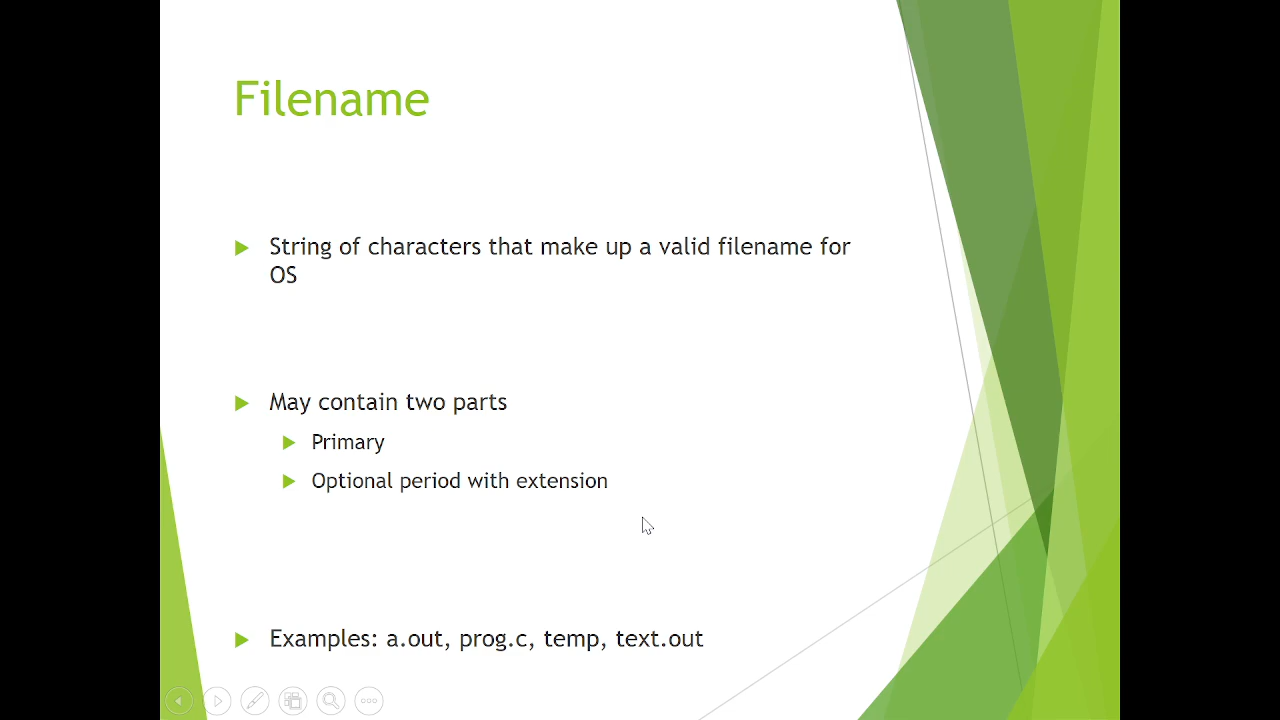 Filename
String of characters that make up a valid filename for
OS
May contain two parts
Primary
Optional period with extension
Examples: a.out, prog.c, temp, text.out